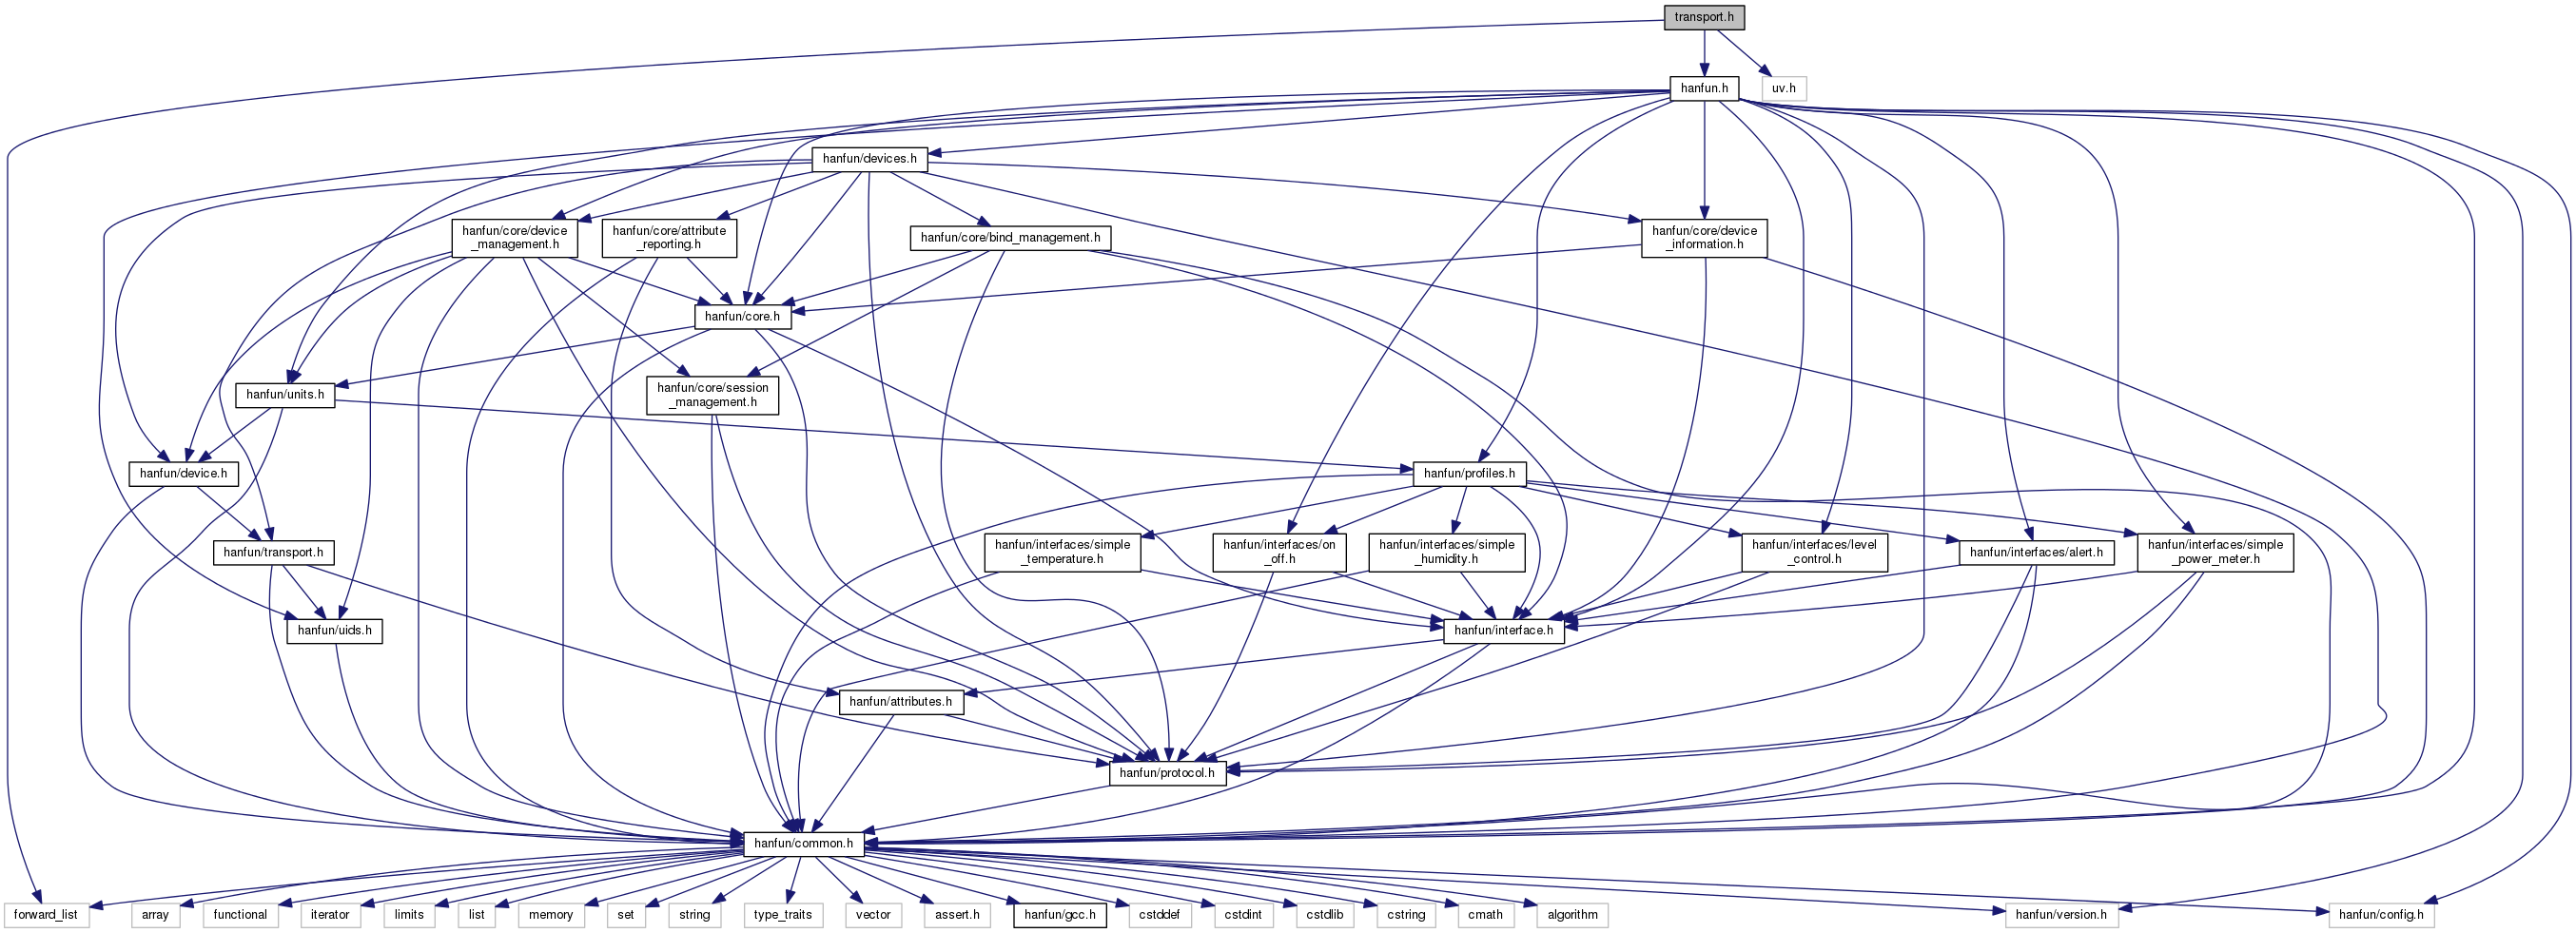 transport.h
hanfun.h
uv.h
hanfun/devices.h
hanfun/core/device
_management.h
hanfun/core/attribute
_reporting.h
hanfun/core/bind_management.h
hanfun/core/device
_information.h
hanfun/core.h
hanfun/units.h
hanfun/core/session
_management.h
hanfun/device.h
hanfun/profiles.h
hanfun/transport.h
hanfun/interfaces/simple
_temperature.h
hanfun/interfaces/on
_off.h
hanfun/interfaces/simple
_humidity.h
hanfun/interfaces/level
_control.h
hanfun/interfaces/alert.h
hanfun/interfaces/simple
_power_meter.h
hanfun/uids.h
hanfun/interface.h
hanfun/attributes.h
hanfun/protocol.h
hanfun/common.h
forward_list
array
functional
iterator
limits
list
memory
set
string
type_traits
vector
assert.h
hanfun/gcc.h
cstddef
cstdint
cstdlib
cstring
cmath
algorithm
hanfun/version.h
hanfun/config.h